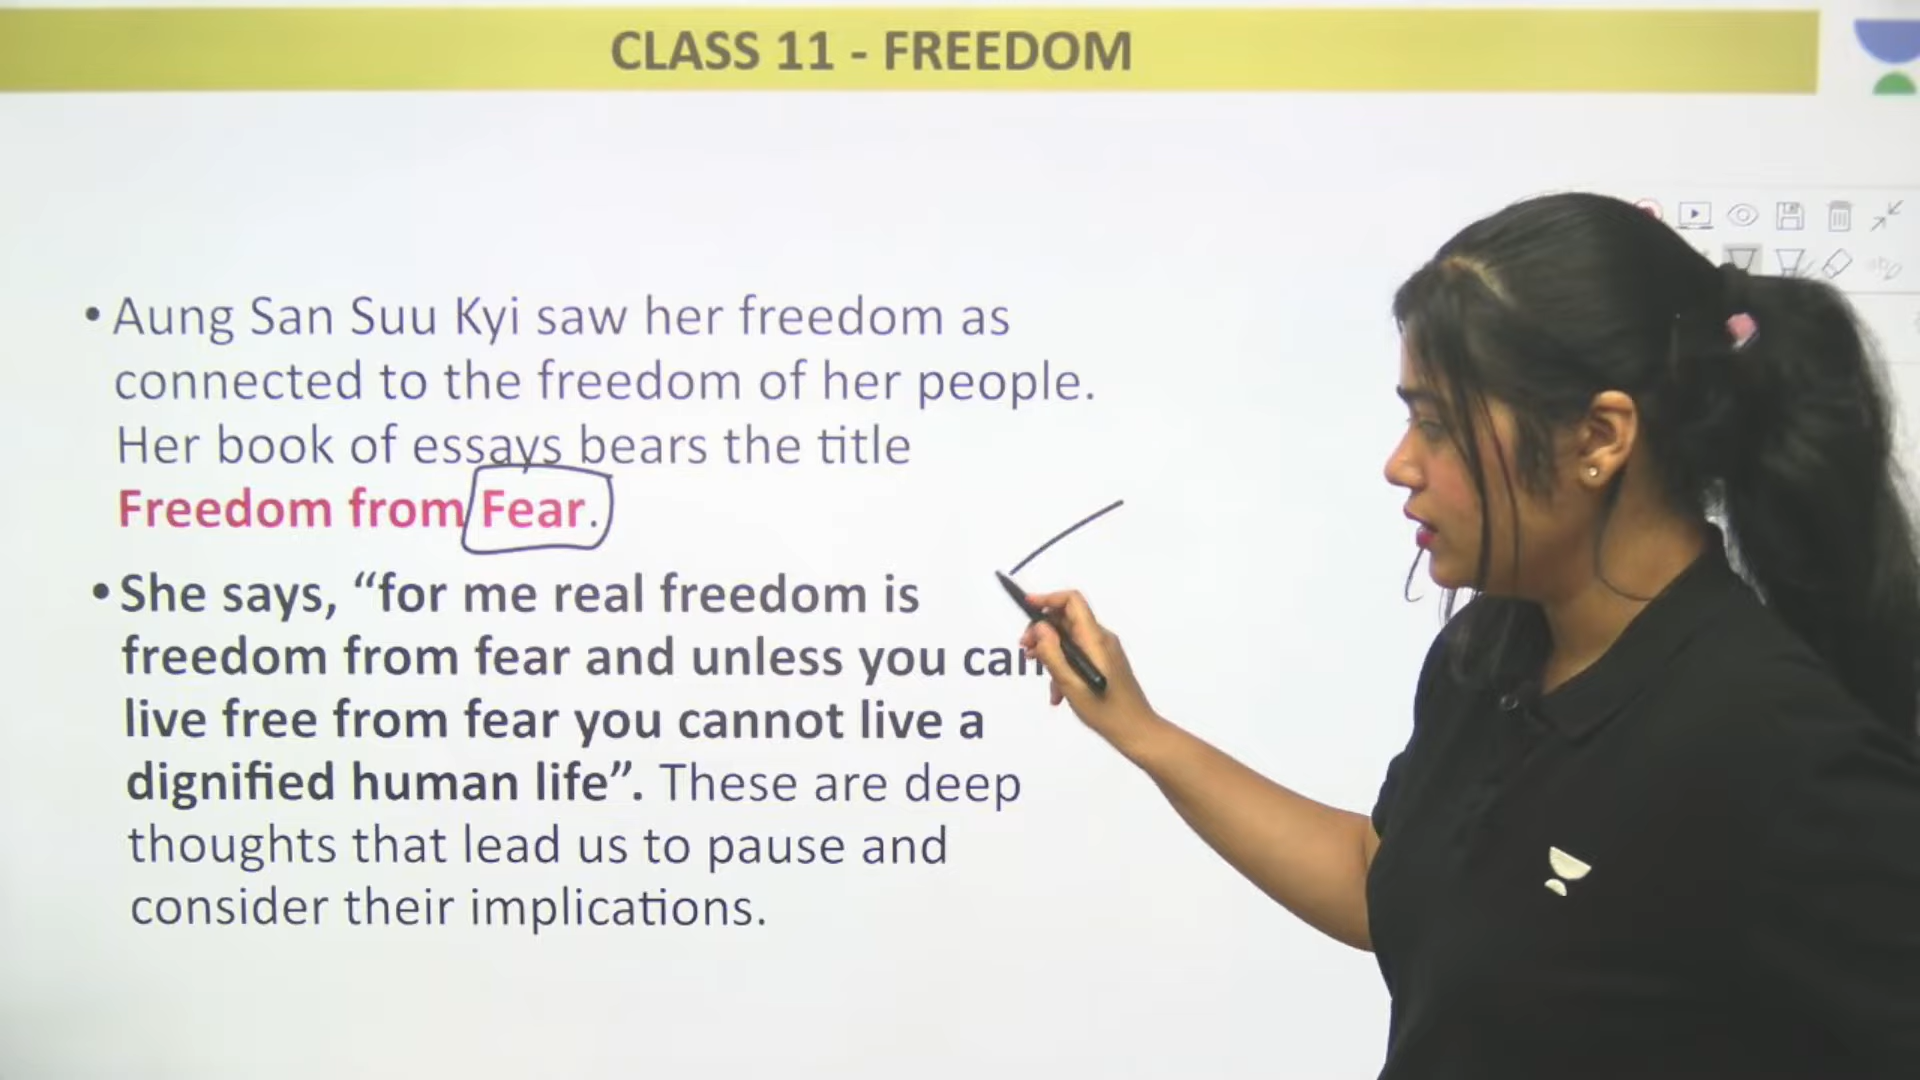 CLASS 11 - FREEDOM
• Aung San Suu Kyi saw her freedom as
connected to the freedom of her people.
Her book of essays bears the title
Freedom from Fear.
• She says, “for me real freedom is
freedom from fear and unless you can
live free from fear you cannot live a
dignified human life”. These are deep
thoughts that lead us to pause and
consider their implications.